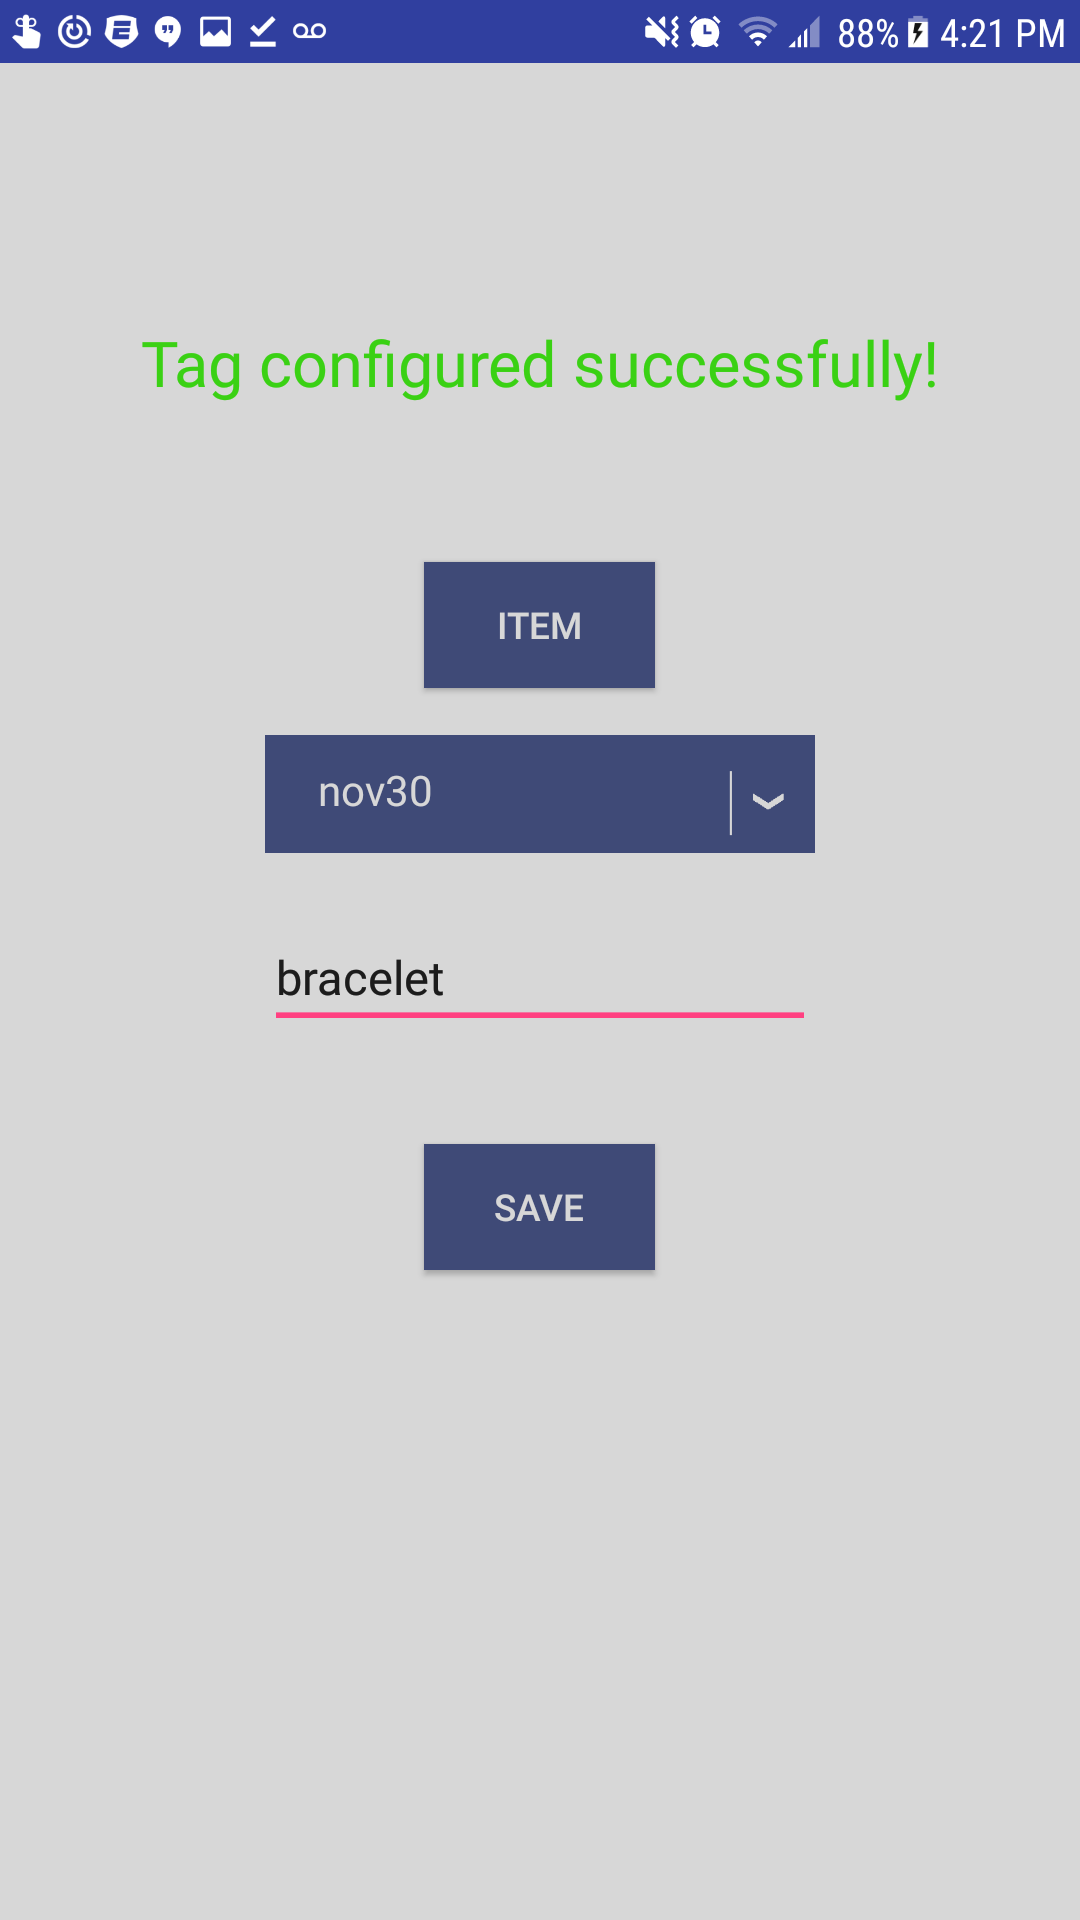 88% 4:21 PM
Tag configured successfully!
ITEM
nov30
bracelet
SAVE